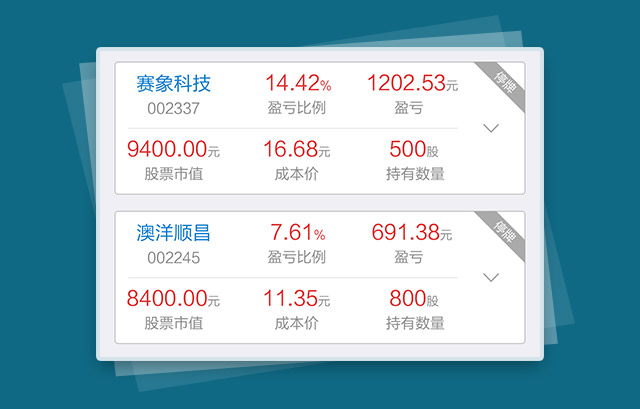 赛象科技 14.42% 1202.53元 停牌
002337 盈亏比例 盈亏
9400.00元 16.68元 500股
股票市值 成本价 持有数量
澳洋顺昌 7.61% 691.38元 停牌
002245 盈亏比例 盈亏
8400.00元 11.35元 800股
股票市值 成本价 持有数量